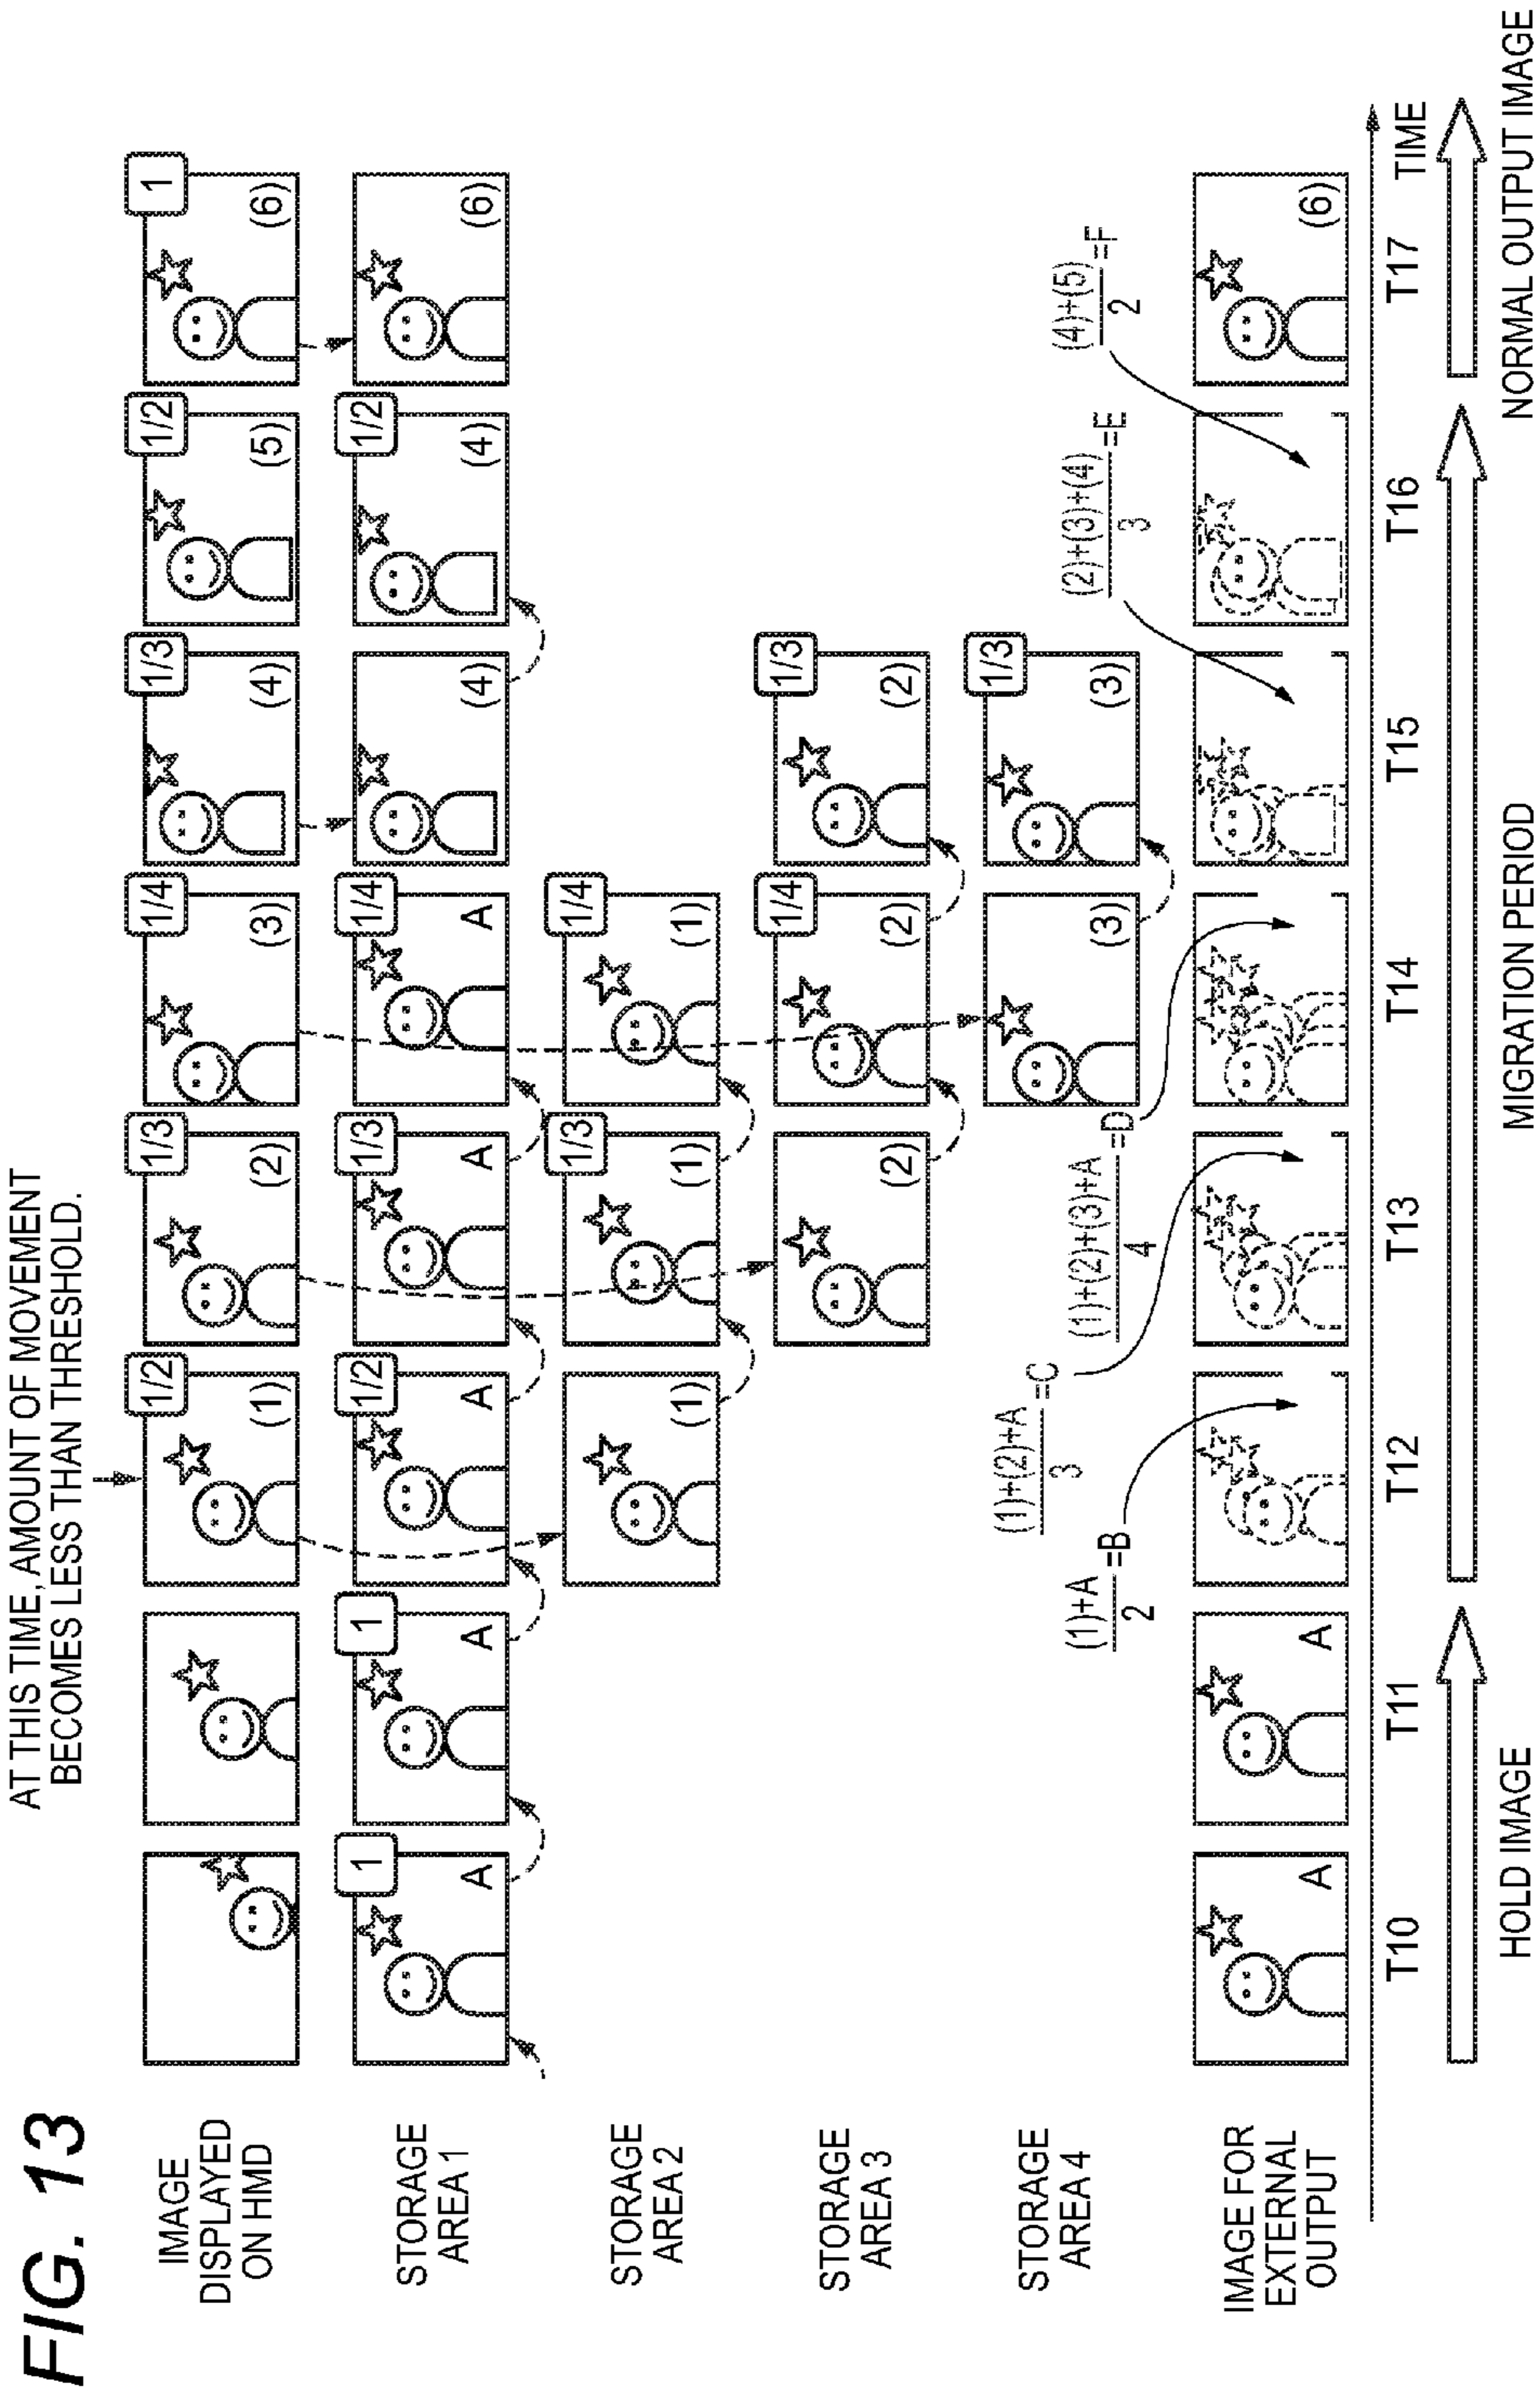 FIG. 13
AT THIS TIME, AMOUNT OF MOVEMENT
BECOMES LESS THAN THRESHOLD.
IMAGE
DISPLAYED
ON HMD
1/2
(1)
1/3
(2)
1/4
(3)
1/3
(4)
1/2
(5)
1
(6)
STORAGE
AREA 1
1
A
1
A
1/2
A
1/3
A
1/4
A
(4)
1/2
(4)
(6)
STORAGE
AREA 2
(1)
1/3
(1)
1/4
(1)
STORAGE
AREA 3
(2)
1/4
(2)
1/3
(2)
STORAGE
AREA 4
(3)
1/3
(3)
(1)+A
2
=B
(1)+(2)+A
3
=C
(1)+(2)+(3)+A
4
=D
(2)+(3)+(4)
3
=E
(4)+(5)
2
=F
IMAGE FOR
EXTERNAL
OUTPUT
A
A
(6)
T10
T11
T12
T13
T14
T15
T16
T17
TIME
HOLD IMAGE
MIGRATION PERIOD
NORMAL OUTPUT IMAGE